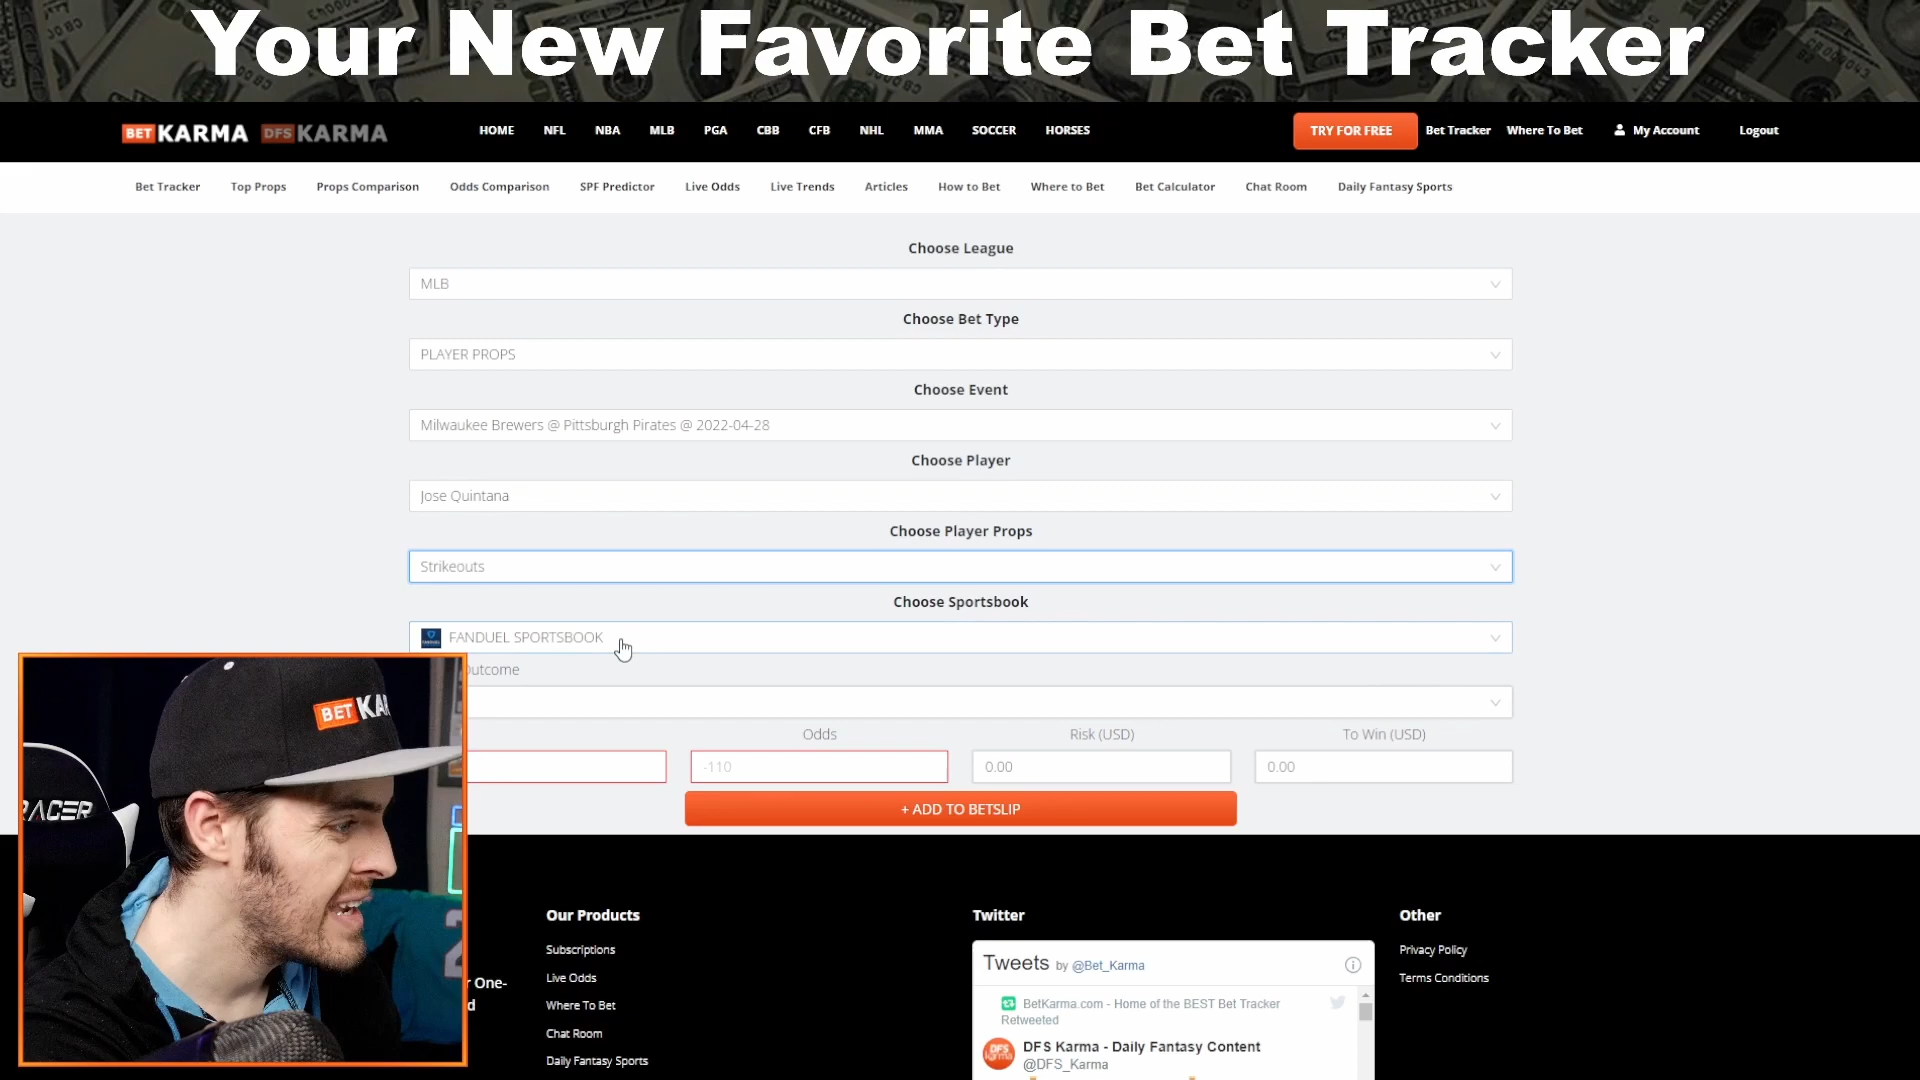 Your New Favorite Bet Tracker
BET KARMA DFS KARMA HOME NFL NBA MLB PGA CBB CFB NHL MMA SOCCER HORSES TRY FOR FREE Bet Tracker Where To Bet My Account Logout
Bet Tracker Top Props Props Comparison Odds Comparison SPF Predictor Live Odds Live Trends Articles How to Bet Where to Bet Bet Calculator Chat Room Daily Fantasy Sports
Choose League
MLB
Choose Bet Type
PLAYER PROPS
Choose Event
Milwaukee Brewers @ Pittsburgh Pirates @ 2022-04-28
Choose Player
Jose Quintana
Choose Player Props
Strikeouts
Choose Sportsbook
FANDUEL SPORTSBOOK
Outcome
Odds Risk (USD) To Win (USD)
-110 0.00 0.00
+ ADD TO BETSLIP
BET KAR
RACER
2
Our Products Twitter Other
Subscriptions
Live Odds
Where To Bet
Chat Room
Daily Fantasy Sports
r One-
d
Tweets by @Bet_Karma
BetKarma.com - Home of the BEST Bet Tracker
Retweeted
DFS Karma - Daily Fantasy Content
@DFS_Karma
DFS
Karma
Privacy Policy
Terms Conditions